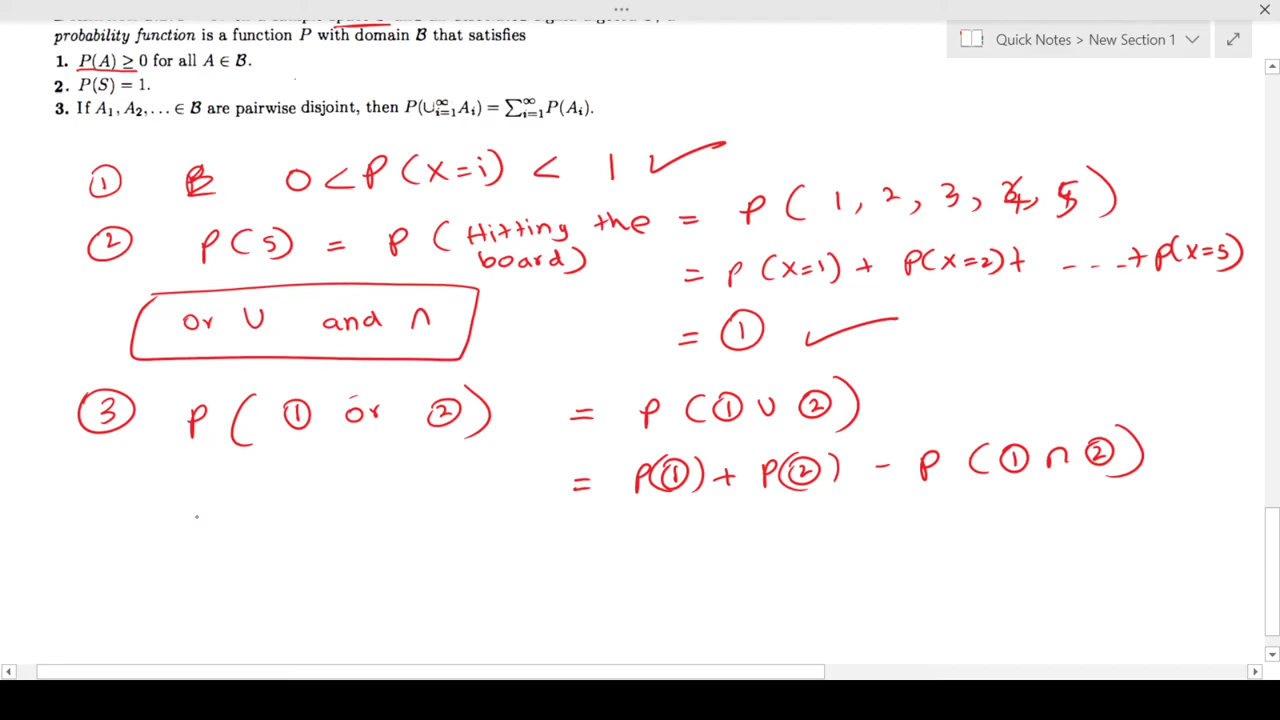 Quick Notes > New Section 1
probability function is a function P with domain B that satisfies
1. P(A) ≥ 0 for all A ∈ B.
2. P(S) = 1.
3. If A₁, A₂, … ∈ B are pairwise disjoint, then P(∪ᵢ₌₁^∞ Aᵢ) = ∑ᵢ₌₁^∞ P(Aᵢ).
① 0 < P(X=i) < 1 ✓
② P(S) = P(Hitting the board) = P(1, 2, 3, 4, 5)
= P(X=1) + P(X=2) + - - - + P(X=5)
= ① ✓
or ∪ and ∩
③ P(① or ②) = P(① ∪ ②)
= P(①) + P(②) - P(① ∩ ②)